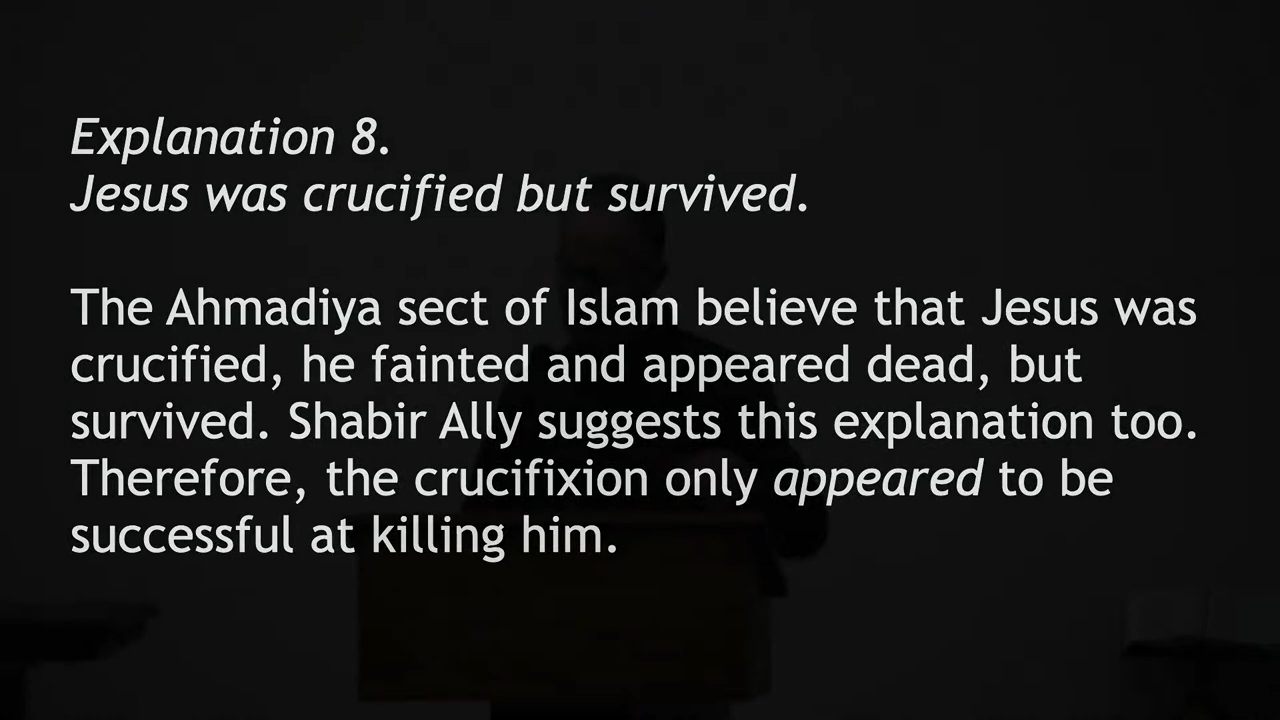 Explanation 8.
Jesus was crucified but survived.
The Ahmadiya sect of Islam believe that Jesus was
crucified, he fainted and appeared dead, but
survived. Shabir Ally suggests this explanation too.
Therefore, the crucifixion only appeared to be
successful at killing him.